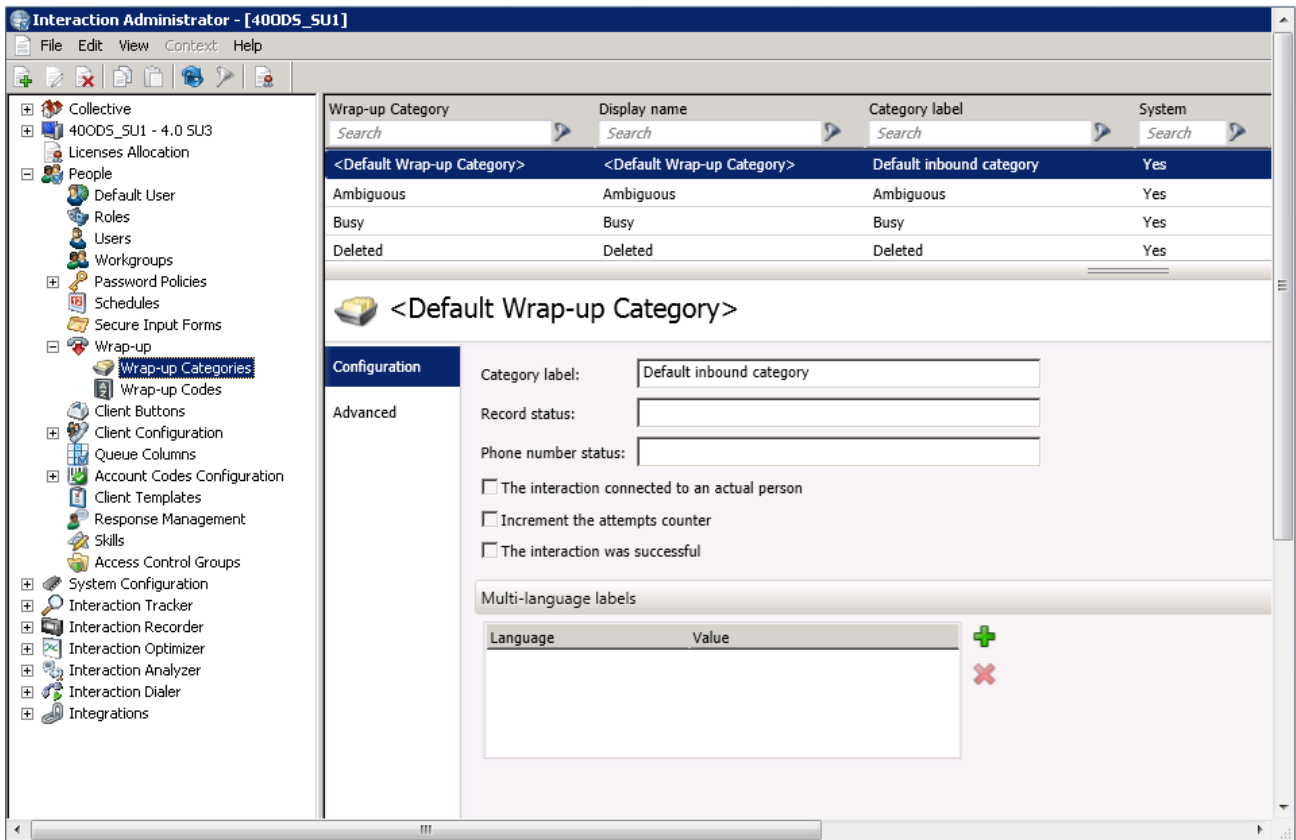 Interaction Administrator - [40ODS_SU1]
File Edit View Context Help
Collective
40ODS_SU1 - 4.0 SU3
Licenses Allocation
People
Default User
Roles
Users
Workgroups
Password Policies
Schedules
Secure Input Forms
Wrap-up
Wrap-up Categories
Wrap-up Codes
Client Buttons
Client Configuration
Queue Columns
Account Codes Configuration
Client Templates
Response Management
Skills
Access Control Groups
System Configuration
Interaction Tracker
Interaction Recorder
Interaction Optimizer
Interaction Analyzer
Interaction Dialer
Integrations
Wrap-up Category Display name Category label System
Search Search Search Search
<Default Wrap-up Category> <Default Wrap-up Category> Default inbound category Yes
Ambiguous Ambiguous Ambiguous Yes
Busy Busy Busy Yes
Deleted Deleted Deleted Yes
<Default Wrap-up Category>
Configuration
Advanced
Category label: Default inbound category
Record status:
Phone number status:
The interaction connected to an actual person
Increment the attempts counter
The interaction was successful
Multi-language labels
Language Value